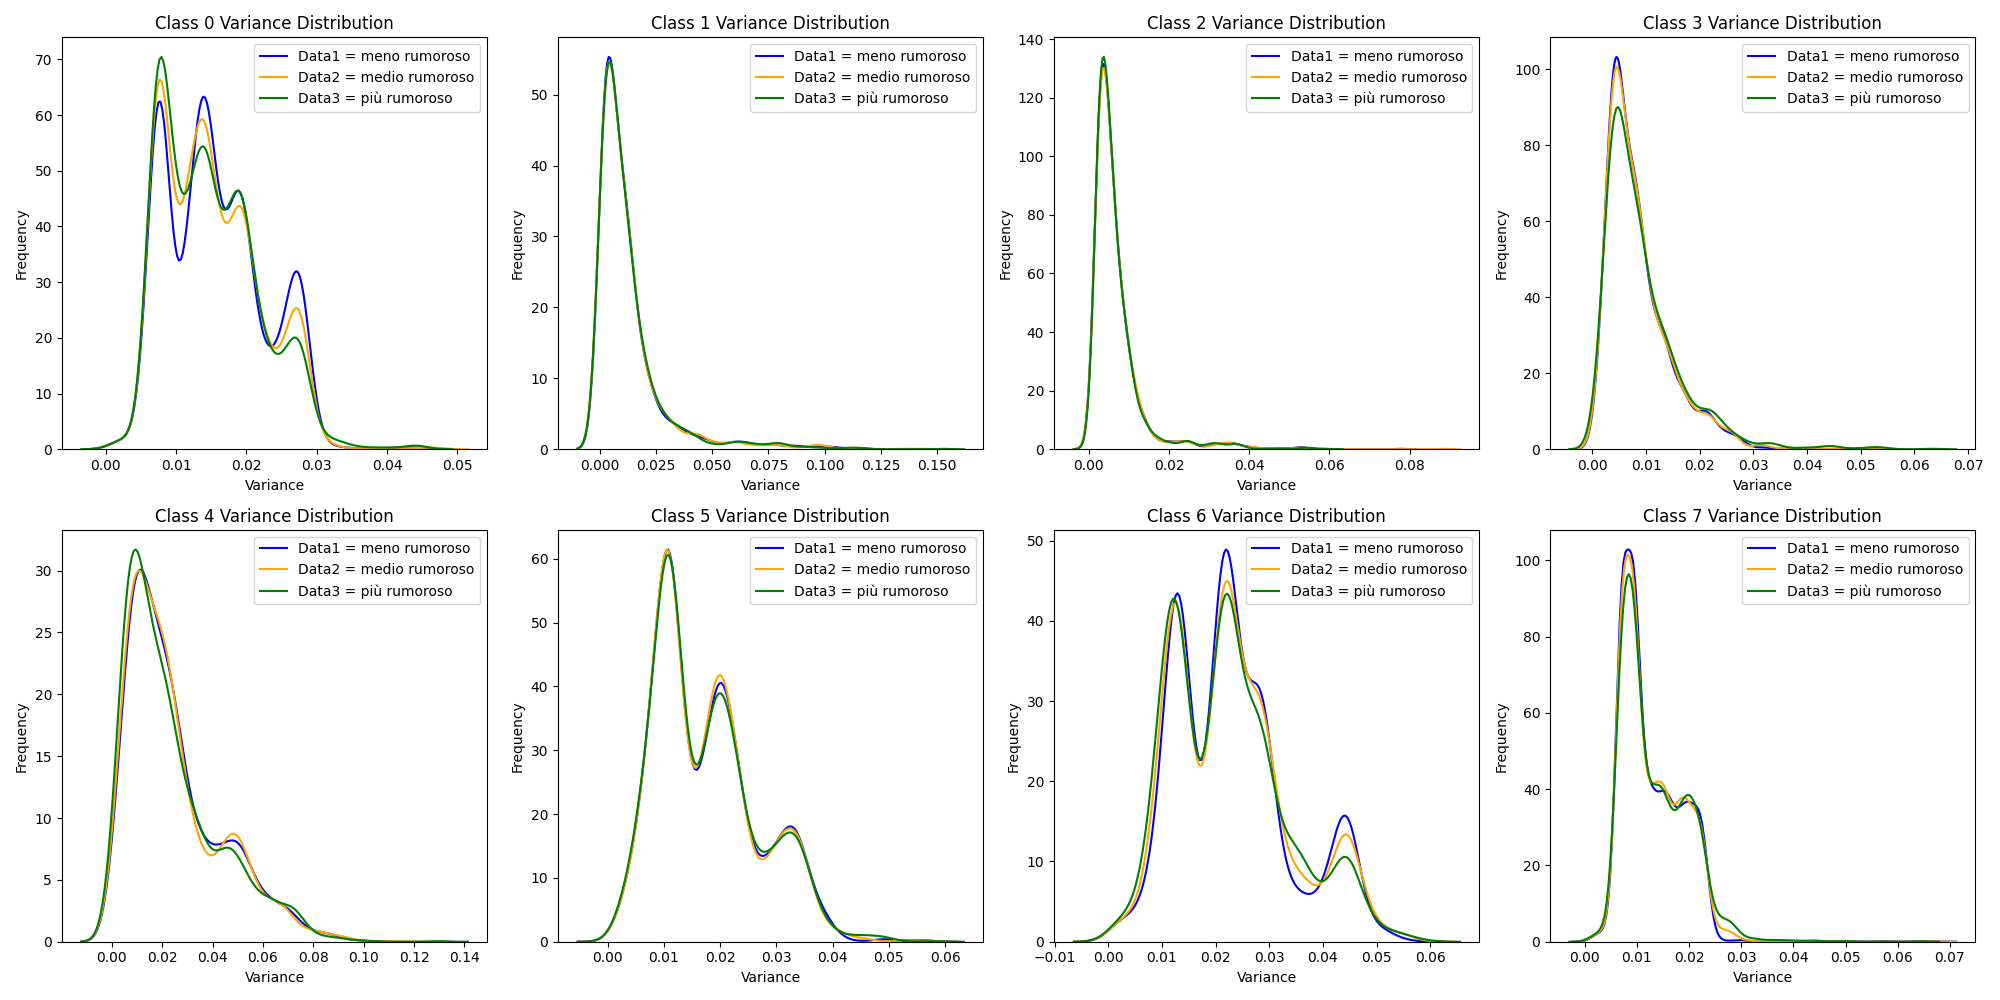 Class 0 Variance Distribution
Frequency
70
60
50
40
30
20
10
0
Data1 = meno rumoroso
Data2 = medio rumoroso
Data3 = più rumoroso
0.00 0.01 0.02 0.03 0.04 0.05
Variance
Class 1 Variance Distribution
Frequency
50
40
30
20
10
0
Data1 = meno rumoroso
Data2 = medio rumoroso
Data3 = più rumoroso
0.000 0.025 0.050 0.075 0.100 0.125 0.150
Variance
Class 2 Variance Distribution
Frequency
140
120
100
80
60
40
20
0
Data1 = meno rumoroso
Data2 = medio rumoroso
Data3 = più rumoroso
0.00 0.02 0.04 0.06 0.08
Variance
Class 3 Variance Distribution
Frequency
100
80
60
40
20
0
Data1 = meno rumoroso
Data2 = medio rumoroso
Data3 = più rumoroso
0.00 0.01 0.02 0.03 0.04 0.05 0.06 0.07
Variance
Class 4 Variance Distribution
Frequency
30
25
20
15
10
5
0
Data1 = meno rumoroso
Data2 = medio rumoroso
Data3 = più rumoroso
0.00 0.02 0.04 0.06 0.08 0.10 0.12 0.14
Variance
Class 5 Variance Distribution
Frequency
60
50
40
30
20
10
0
Data1 = meno rumoroso
Data2 = medio rumoroso
Data3 = più rumoroso
0.00 0.01 0.02 0.03 0.04 0.05 0.06
Variance
Class 6 Variance Distribution
Frequency
50
40
30
20
10
0
Data1 = meno rumoroso
Data2 = medio rumoroso
Data3 = più rumoroso
−0.01 0.00 0.01 0.02 0.03 0.04 0.05 0.06
Variance
Class 7 Variance Distribution
Frequency
100
80
60
40
20
0
Data1 = meno rumoroso
Data2 = medio rumoroso
Data3 = più rumoroso
0.00 0.01 0.02 0.03 0.04 0.05 0.06 0.07
Variance